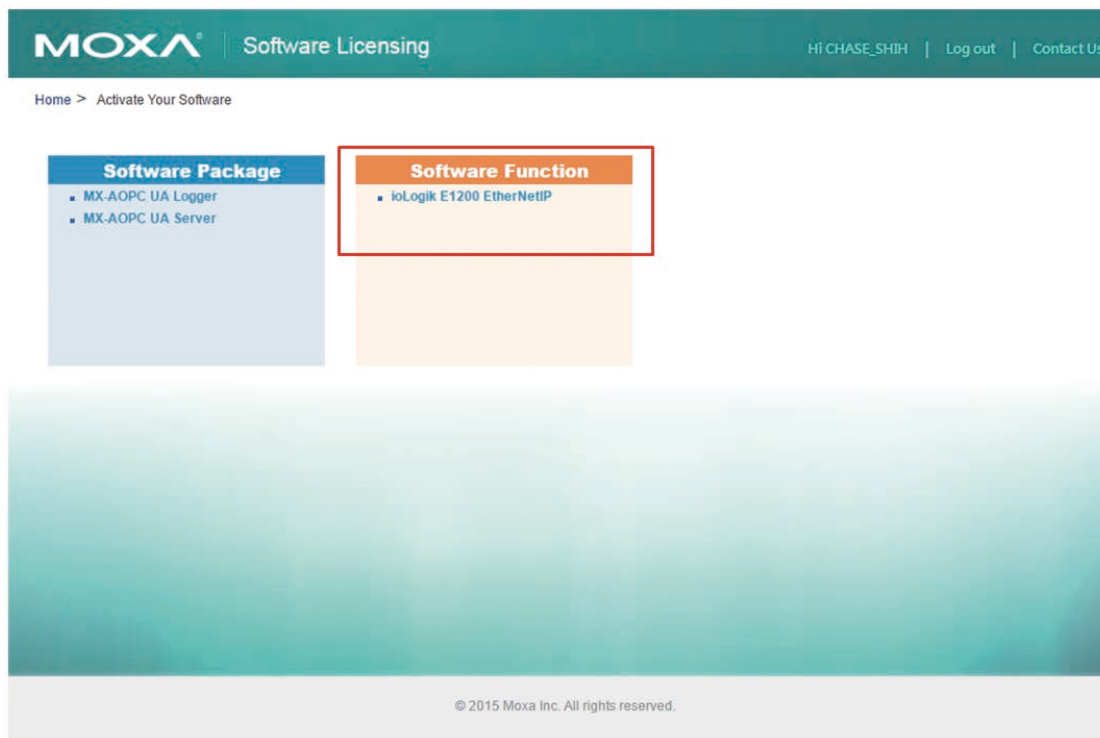 MOXA® Software Licensing
Hi CHASE_SHIH | Log out | Contact Us
Home > Activate Your Software
Software Package
MX-AOPC UA Logger
MX-AOPC UA Server
Software Function
ioLogik E1200 EtherNetIP
© 2015 Moxa Inc. All rights reserved.